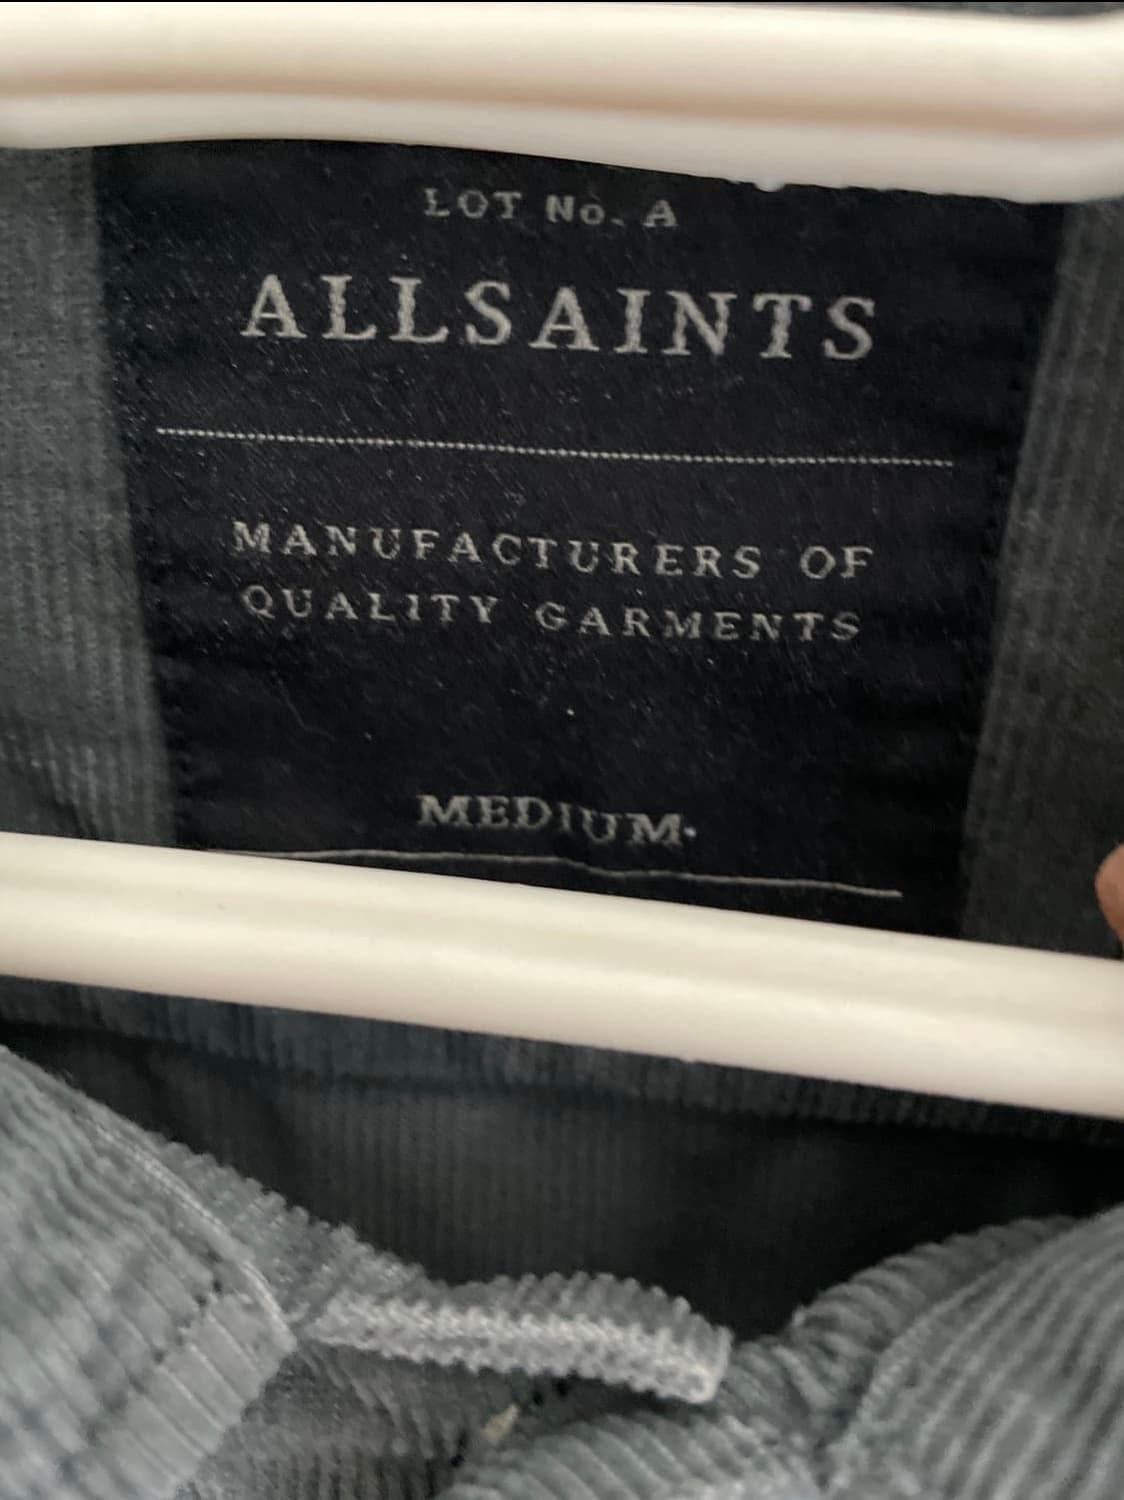 LOT No. A
ALLSAINTS
MANUFACTURERS OF
QUALITY GARMENTS
MEDIUM.